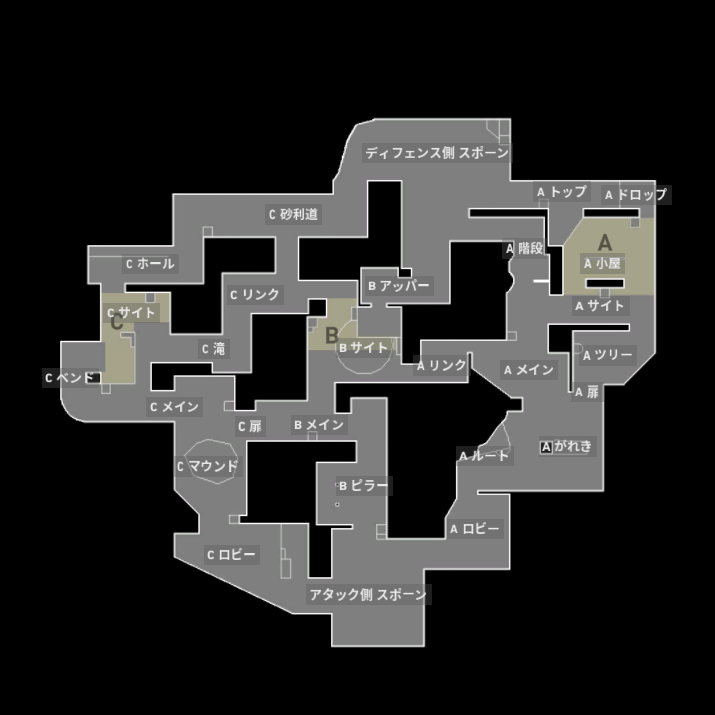 ディフェンス側 スポーン
A トップ
A ドロップ
C 砂利道
A
A 階段
C ホール
A 小屋
B アッパー
C リンク
A サイト
C サイト
C
B
B サイト
C 滝
A ツリー
A リンク
A メイン
C ベンド
A 扉
C メイン
C 扉
B メイン
A がれき
A ルート
C マウンド
B ピラー
A ロビー
C ロビー
アタック側 スポーン